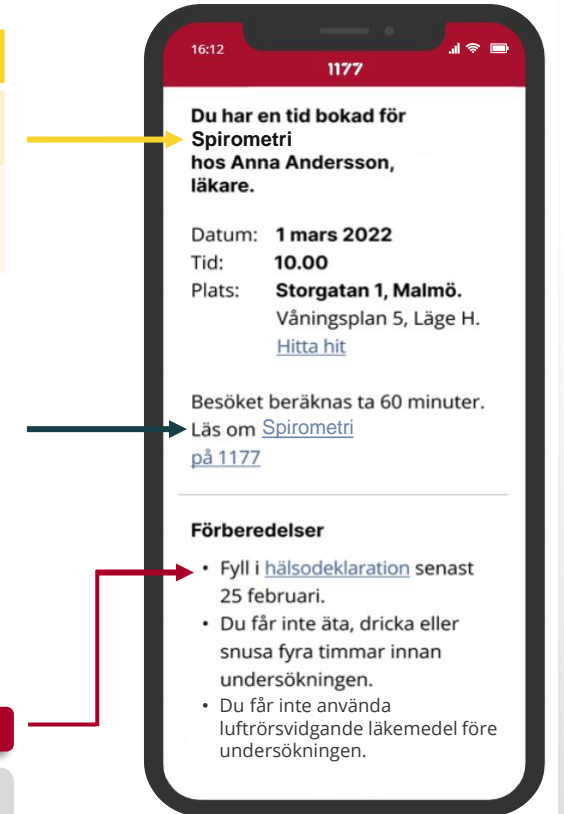 16:12
1177
Du har en tid bokad för
Spirometri
hos Anna Andersson,
läkare.
Datum: 1 mars 2022
Tid: 10.00
Plats: Storgatan 1, Malmö.
Våningsplan 5, Läge H.
Hitta hit
Besöket beräknas ta 60 minuter.
Läs om Spirometri
på 1177
Förberedelser
• Fyll i hälsodeklaration senast
25 februari.
• Du får inte äta, dricka eller
snusa fyra timmar innan
undersökningen.
• Du får inte använda
luftrörsvidgande läkemedel före
undersökningen.